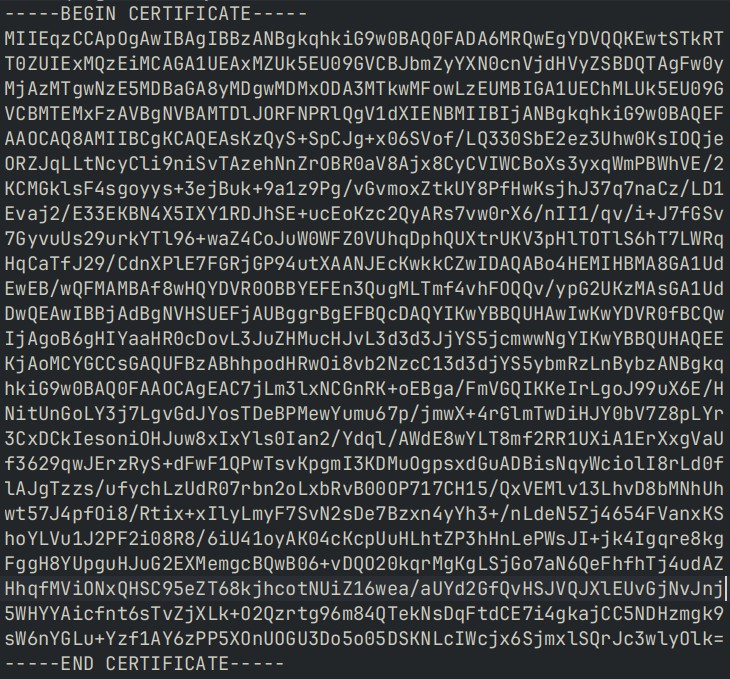 -----BEGIN CERTIFICATE-----
MIIEqzCCApOgAwIBAgIBBzANBgkqhkiG9w0BAQ0FADA6MRQwEgYDVQQKEwtSTkRT
T0ZUIExMQzEiMCAGA1UEAxMZUk5EU09GVCBJbmZyYXN0cnVjdHVyZSBDQTAgFw0y
MjAzMTgwNzE5MDBaGA8yMDgwMDMxODA3MTkwMFowLzEUMBIGA1UEChMLUk5EU09G
VCBMTEMxFzAVBgNVBAMTDlJORFNPRlQgV1dXIENBMIIBIjANBgkqhkiG9w0BAQEF
AAOCAQ8AMIIBCgKCAQEAsKzQyS+SpCJg+x06SVof/LQ330SbE2ez3Uhw0KsIOQje
ORZJqLLtNcyCli9niSvTAzehNnZrOBR0aV8Ajx8CyCVIWCBoXs3yxqWmPBWhVE/2
KCMGklsF4sgoyys+3ejBuk+9a1z9Pg/vGvmoxZtkUY8PfHwKsjhJ37q7naCz/LD1
Evaj2/E33EKBN4X5IXY1RDJhSE+ucEoKzc2QyARs7vw0rX6/nII1/qv/i+J7fGSv
7GyvuUs29urkYTl96+waZ4CoJuW0WFZ0VUhqDphQUXtrUKV3pHlTOTlS6hT7LWRq
HqCaTfJ29/CdnXPlE7FGRjGP94utXAANJEcKwkkCZwIDAQABo4HEMIHBMA8GA1Ud
EwEB/wQFMAMBAf8wHQYDVR0OBBYEFEn3QugMLTmf4vhFOQQv/ypG2UKzMAsGA1Ud
DwQEAwIBBjAdBgNVHSUEFjAUBggrBgEFBQcDAQYIKwYBBQUHAwIwKwYDVR0fBCQw
IjAgoB6gHIYaaHR0cDovL3JuZHMucHJvL3d3d3JjYS5jcmwwNgYIKwYBBQUHAQEE
KjAoMCYGCCsGAQUFBzABhhpodHRwOi8vb2NzcC13d3djYS5ybmRzLnBybzANBgkq
hkiG9w0BAQ0FAAOCAgEAC7jLm3lxNCGnRK+oEBga/FmVGQIKKeIrLgoJ99uX6E/H
NitUnGoLY3j7LgvGdJYosTDeBPMewYumu67p/jmwX+4rGlmTwDiHJY0bV7Z8pLYr
3CxDCkIesoniOHJuw8xIxYls0Ian2/Ydql/AWdE8wYLT8mf2RR1UXiA1ErXxgVaU
f3629qwJErzRyS+dFwF1QPwTsvKpgmI3KDMuOgpsxdGuADBisNqyWciolI8rLd0f
lAJgTzzs/ufychLzUdR07rbn2oLxbRvB00OP717CH15/QxVEMlv13LhvD8bMNhUh
wt57J4pfOi8/Rtix+xIlyLmyF7SvN2sDe7Bzxn4yYh3+/nLdeN5Zj4654FVanxKS
hoYLVu1J2PF2i08R8/6iU41oyAK04cKcpUuHLhtZP3hHnLePWsJI+jk4Igqre8kg
FggH8YUpguHJuG2EXMemgcBQwB06+vDQO20kqrMgKgLSjGo7aN6QeFhfhTj4udAZ
HhqfMViONxQHSC95eZT68kjhcotNUiZ16wea/aUYd2GfQvHSJVQJXlEUvGjNvJnj
5WHYYAicfnt6sTvZjXLk+O2Qzrtg96m84QTekNsDqFtdCE7i4gkajCC5NDHzmgk9
sW6nYGLu+Yzf1AY6zPP5XOnUOGU3Do5o05DSKNLcIWcjx6SjmxlSQrJc3wlyOlk=
-----END CERTIFICATE-----